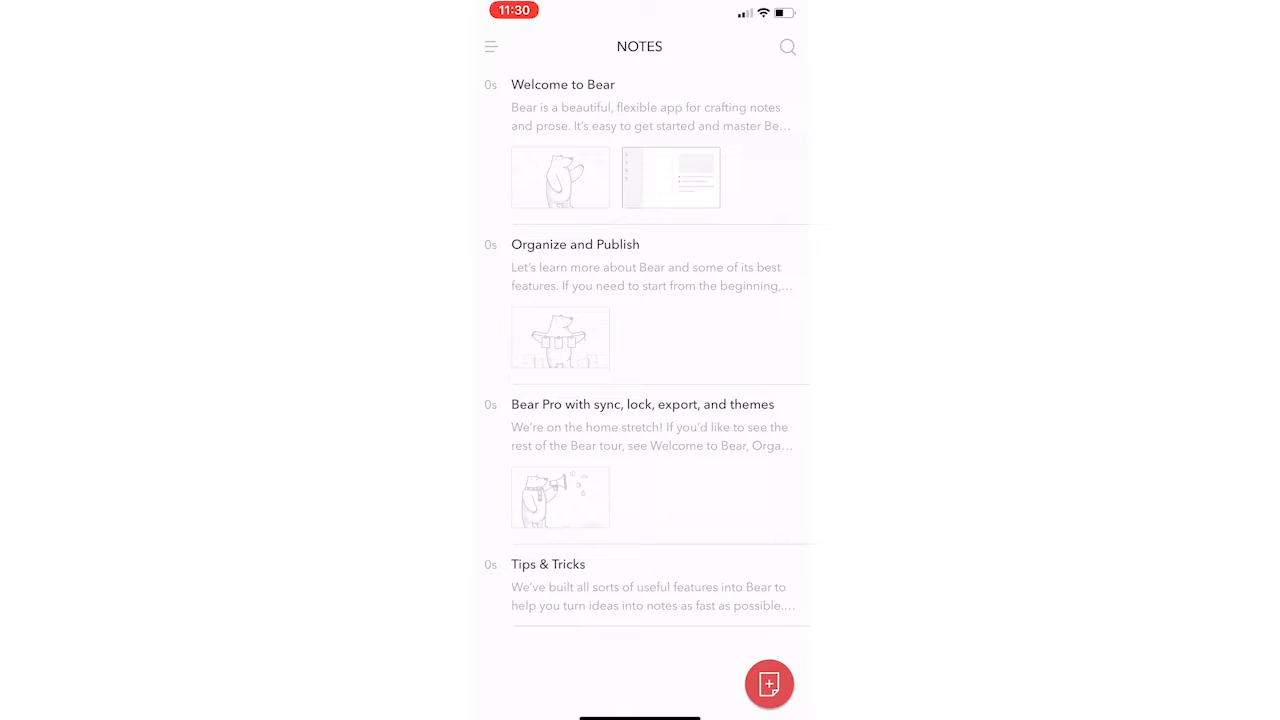 11:30
NOTES
0s Welcome to Bear
Bear is a beautiful, flexible app for crafting notes
and prose. It's easy to get started and master Be...
0s Organize and Publish
Let's learn more about Bear and some of its best
features. If you need to start from the beginning,...
0s Bear Pro with sync, lock, export, and themes
We're on the home stretch! If you'd like to see the
rest of the Bear tour, see Welcome to Bear, Orga...
0s Tips & Tricks
We've built all sorts of useful features into Bear to
help you turn ideas into notes as fast as possible....